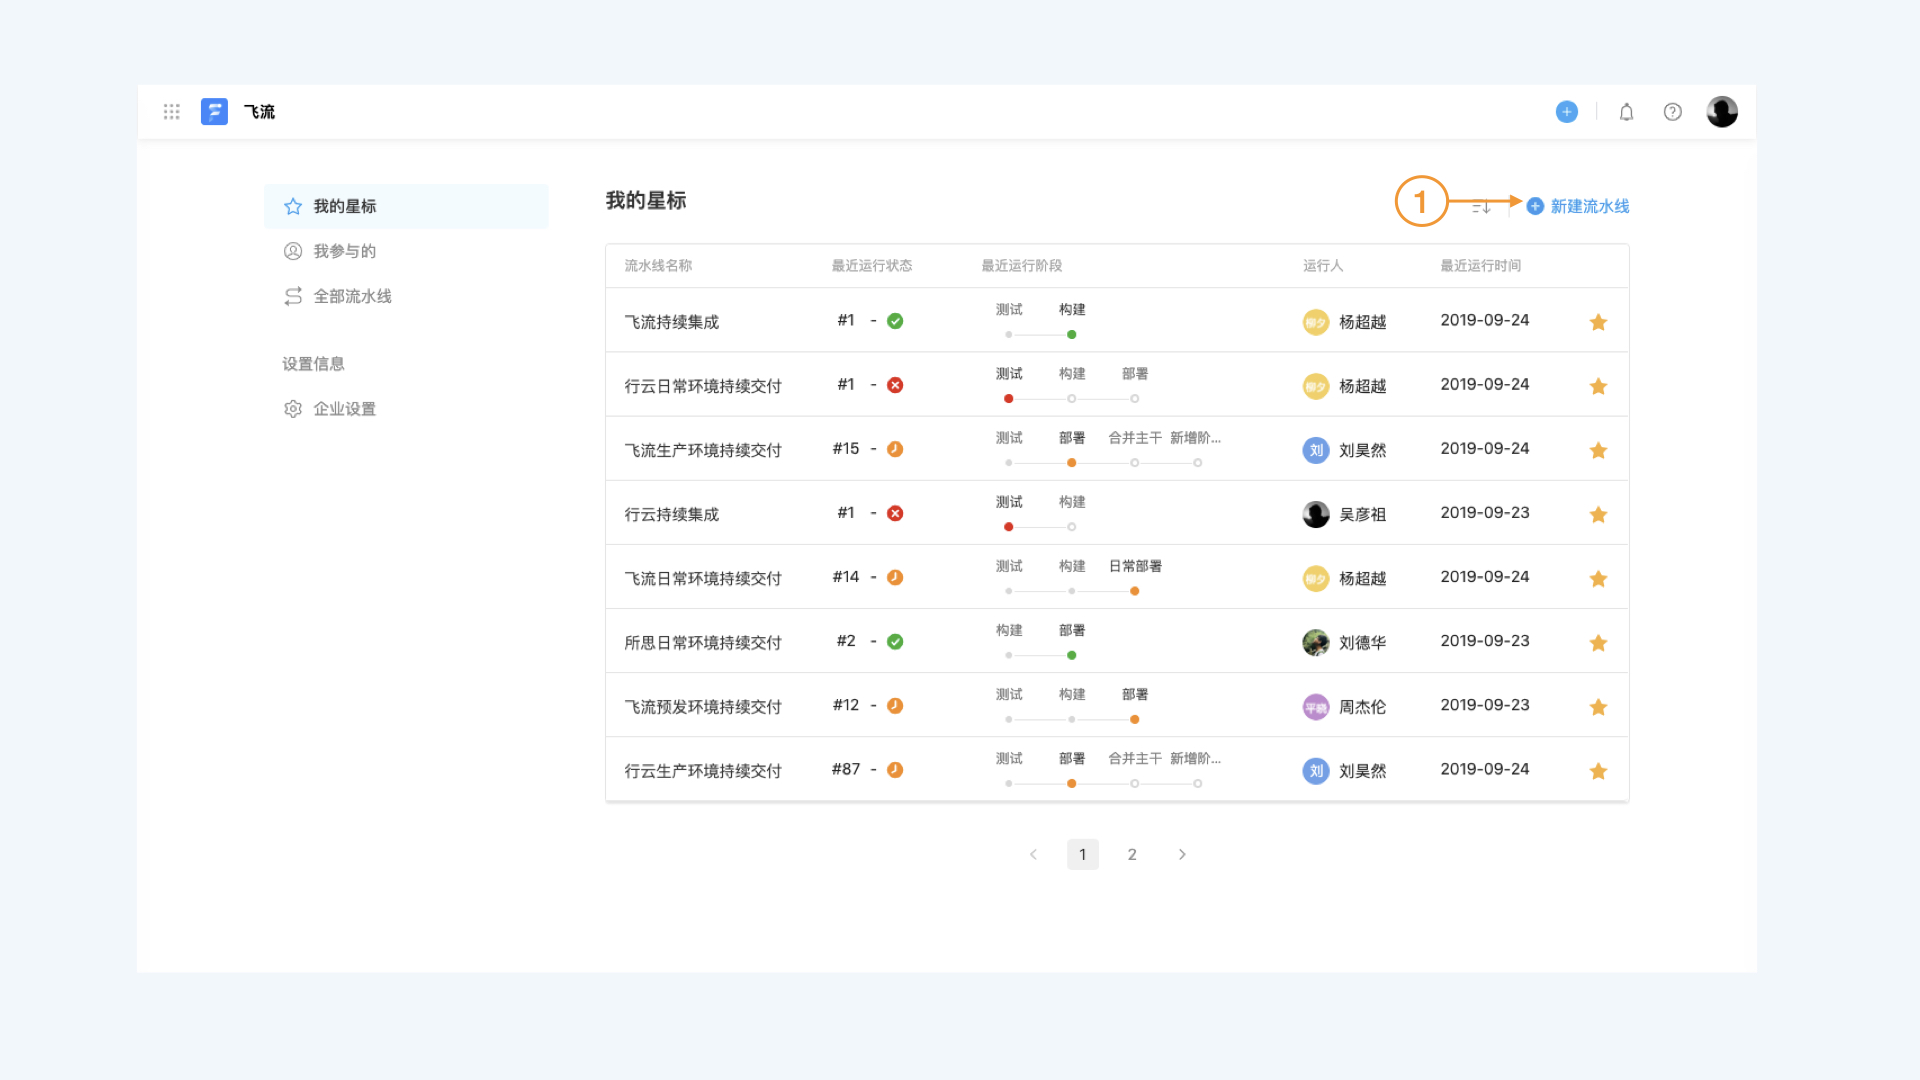 飞流
我的星标
我参与的
全部流水线
设置信息
企业设置
我的星标
1
新建流水线
流水线名称 最近运行状态 最近运行阶段 运行人 最近运行时间
飞流持续集成 #1 - 测试 构建 柳夕 杨超越 2019-09-24
行云日常环境持续交付 #1 - 测试 构建 部署 柳夕 杨超越 2019-09-24
飞流生产环境持续交付 #15 - 测试 部署 合并主干 新增阶... 刘 刘昊然 2019-09-24
行云持续集成 #1 - 测试 构建 吴彦祖 2019-09-23
飞流日常环境持续交付 #14 - 测试 构建 日常部署 柳夕 杨超越 2019-09-24
所思日常环境持续交付 #2 - 构建 部署 刘德华 2019-09-23
飞流预发环境持续交付 #12 - 测试 构建 部署 平晓 周杰伦 2019-09-23
行云生产环境持续交付 #87 - 测试 部署 合并主干 新增阶... 刘 刘昊然 2019-09-24
1 2